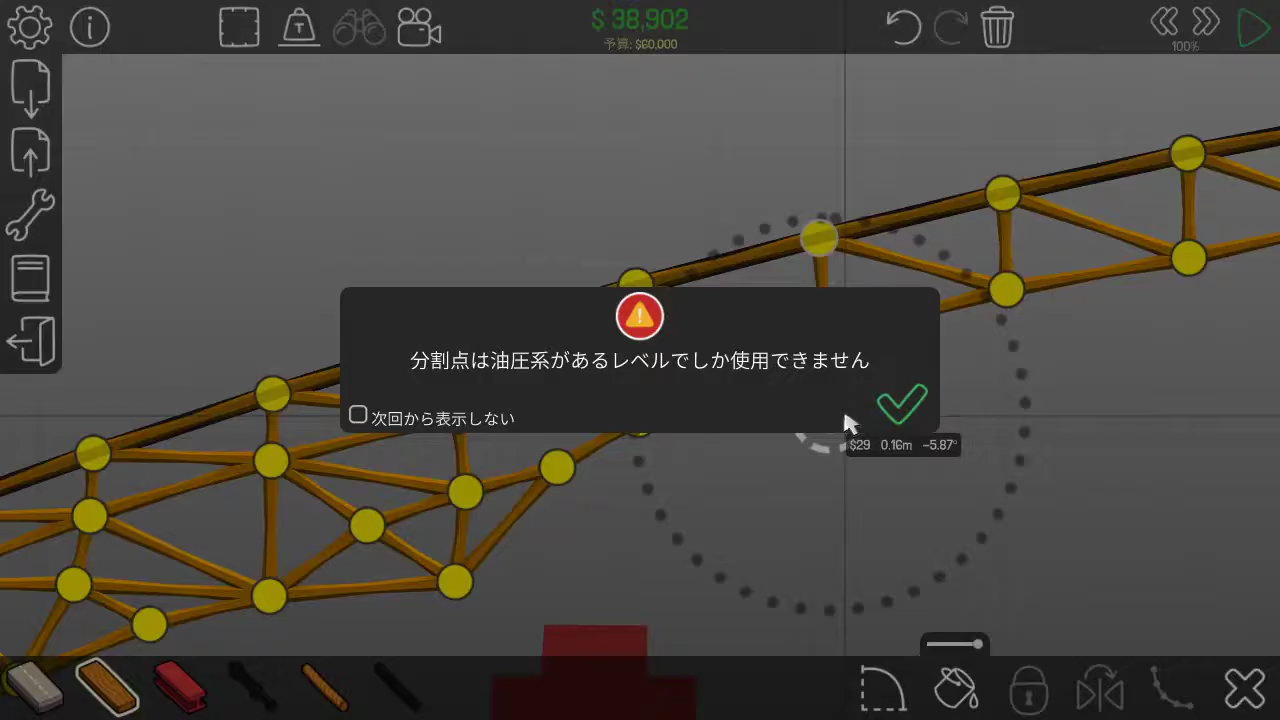 $ 38,902
予算: $60,000
100%
分割点は油圧系があるレベルでしか使用できません
次回から表示しない
$29 0.16m -5.87°